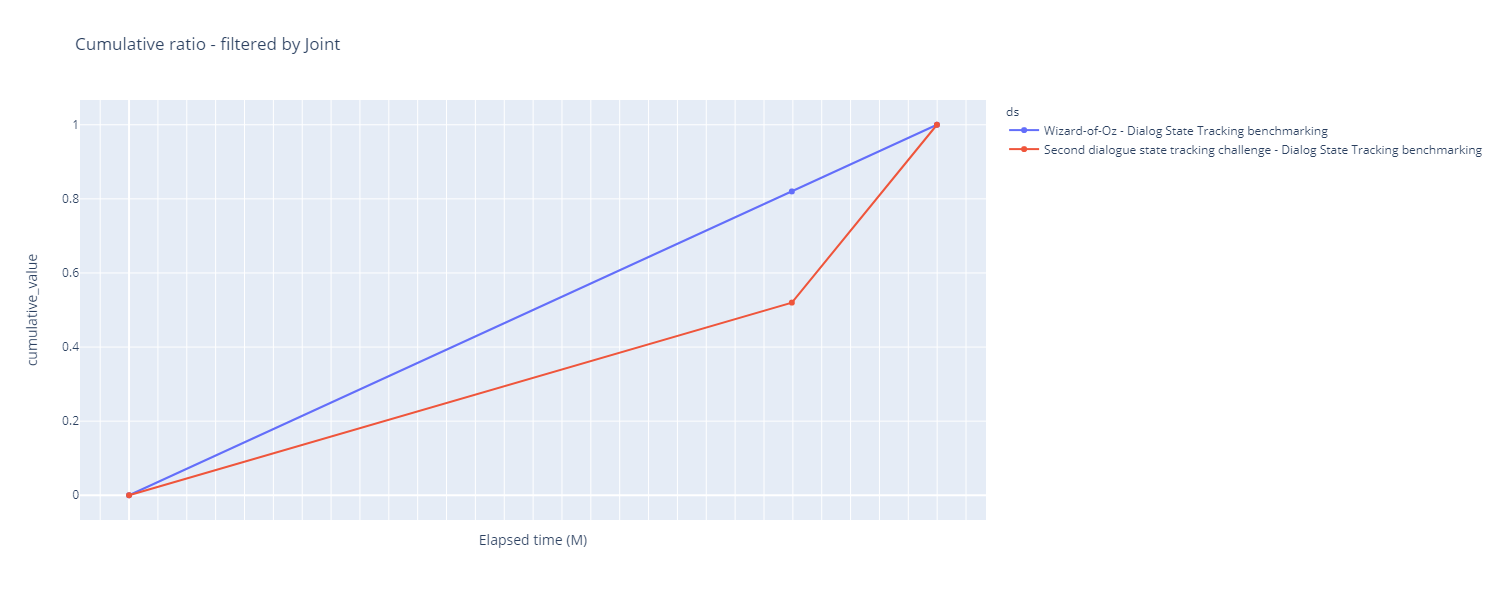 Cumulative ratio - filtered by Joint
ds
Wizard-of-Oz - Dialog State Tracking benchmarking
Second dialogue state tracking challenge - Dialog State Tracking benchmarking
1
0.8
0.6
0.4
0.2
0
cumulative_value
Elapsed time (M)